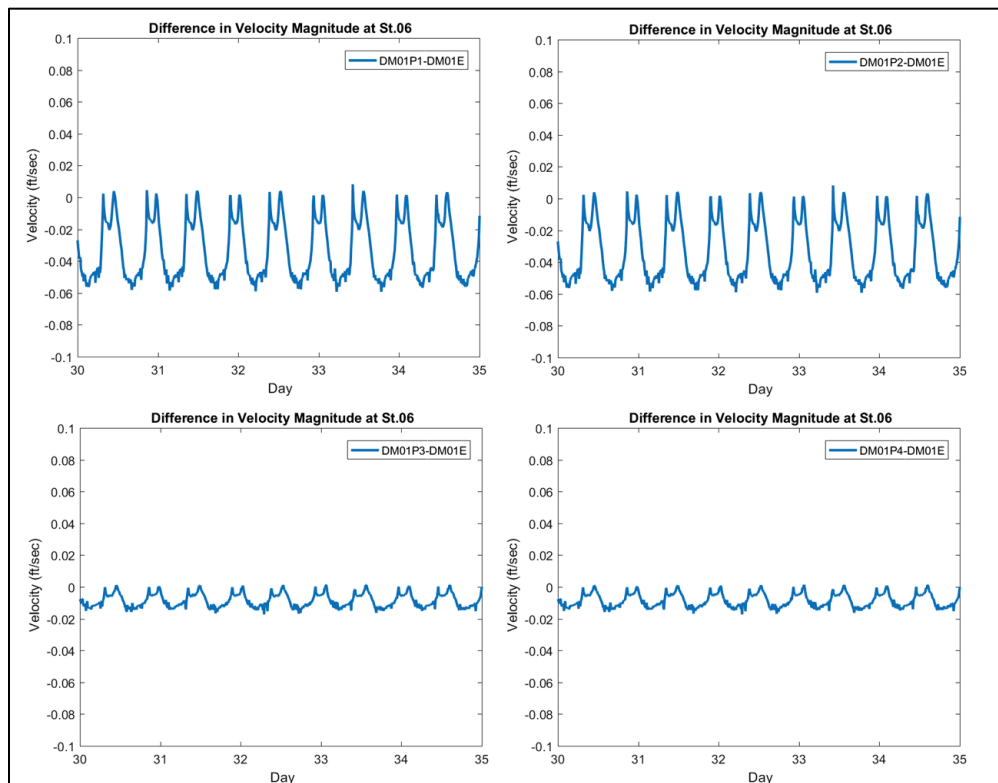 Difference in Velocity Magnitude at St.06
DM01P1-DM01E
0.1
0.08
0.06
0.04
0.02
0
-0.02
-0.04
-0.06
-0.08
-0.1
Velocity (ft/sec)
30 31 32 33 34 35
Day
Difference in Velocity Magnitude at St.06
DM01P2-DM01E
0.1
0.08
0.06
0.04
0.02
0
-0.02
-0.04
-0.06
-0.08
-0.1
Velocity (ft/sec)
30 31 32 33 34 35
Day
Difference in Velocity Magnitude at St.06
DM01P3-DM01E
0.1
0.08
0.06
0.04
0.02
0
-0.02
-0.04
-0.06
-0.08
-0.1
Velocity (ft/sec)
30 31 32 33 34 35
Day
Difference in Velocity Magnitude at St.06
DM01P4-DM01E
0.1
0.08
0.06
0.04
0.02
0
-0.02
-0.04
-0.06
-0.08
-0.1
Velocity (ft/sec)
30 31 32 33 34 35
Day